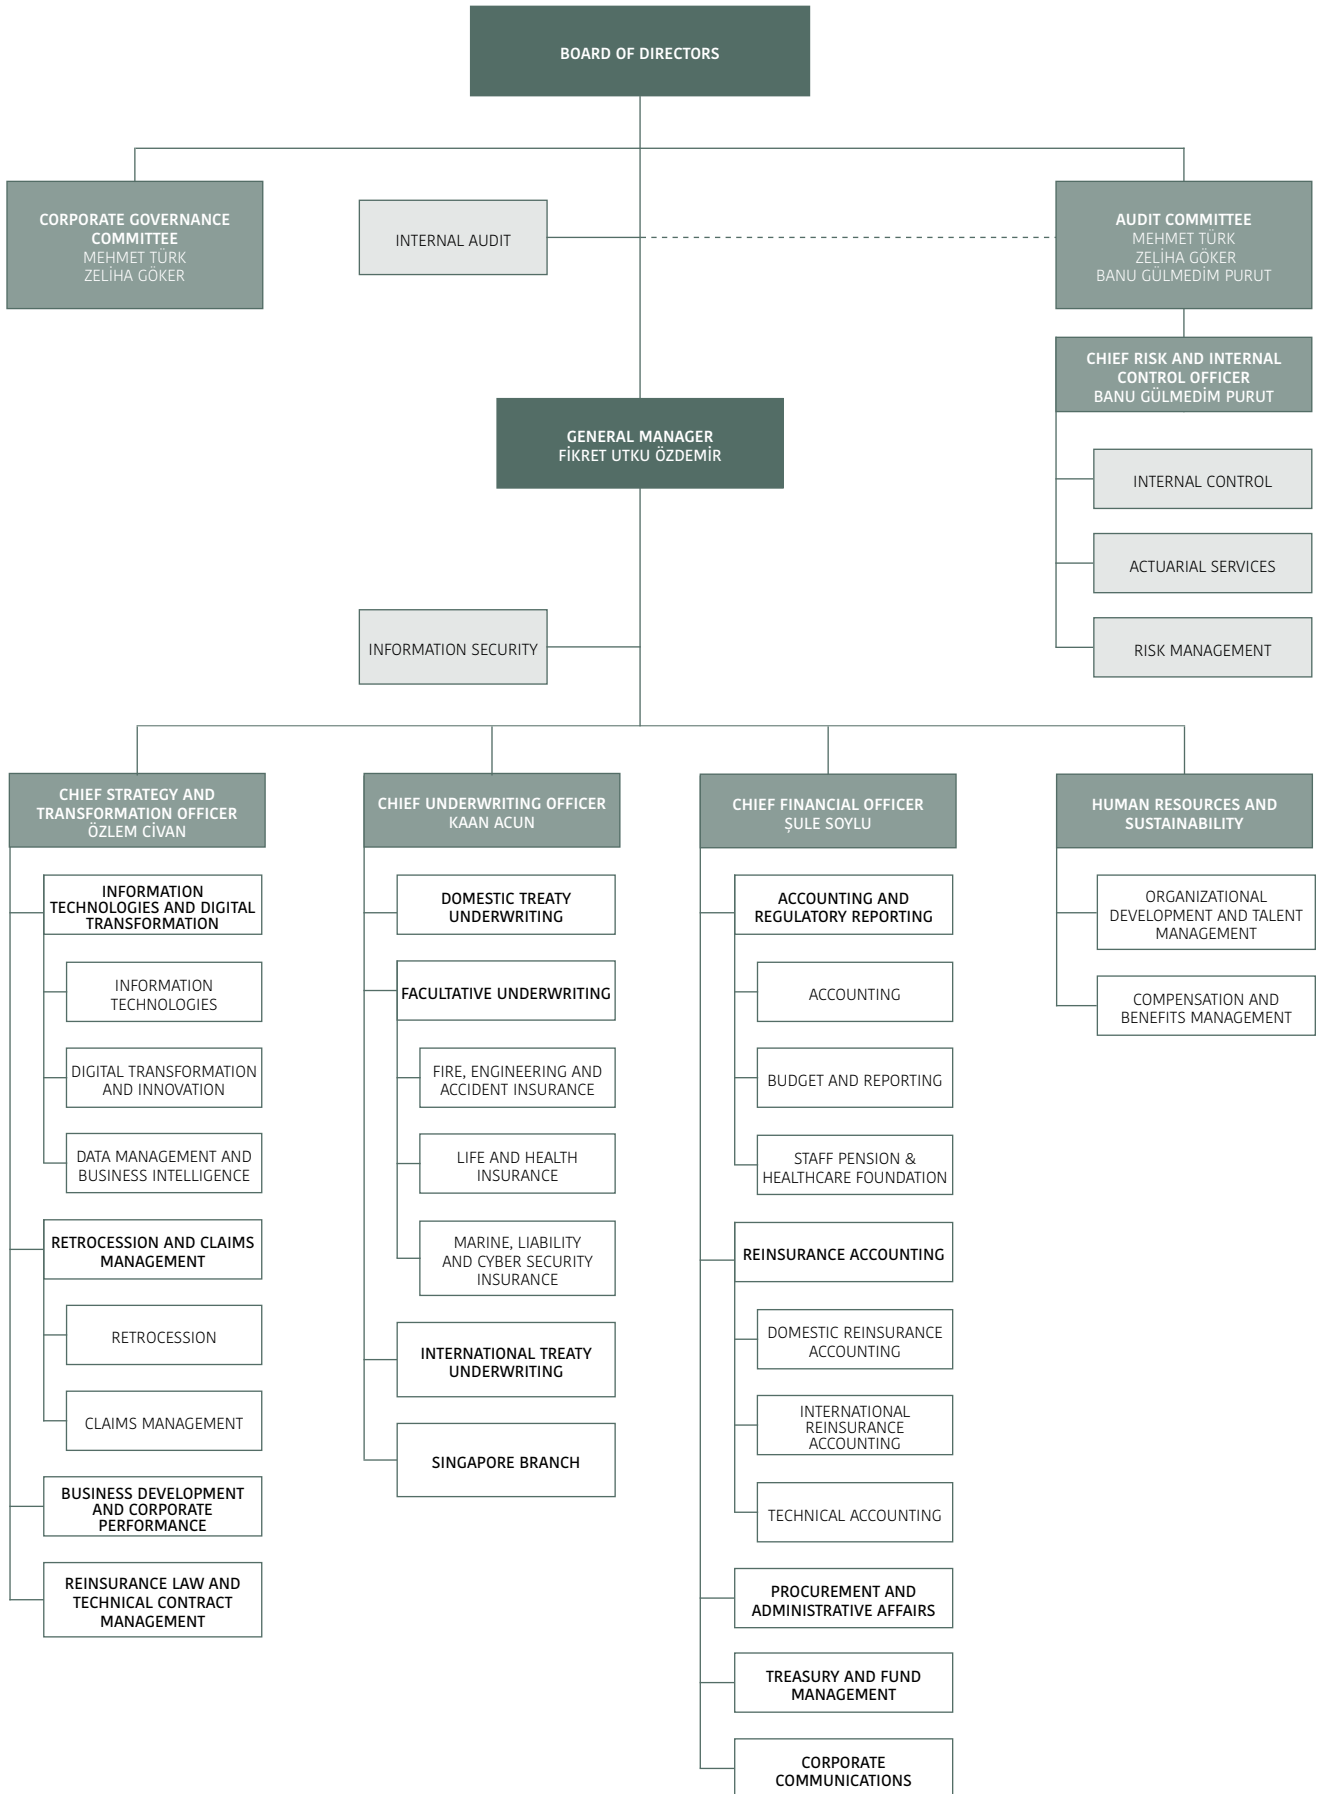 BOARD OF DIRECTORS
CORPORATE GOVERNANCE
COMMITTEE
MEHMET TÜRK
ZELİHA GÖKER
INTERNAL AUDIT
AUDIT COMMITTEE
MEHMET TÜRK
ZELİHA GÖKER
BANU GÜLMEDİM PURUT
CHIEF RISK AND INTERNAL
CONTROL OFFICER
BANU GÜLMEDİM PURUT
INTERNAL CONTROL
ACTUARIAL SERVICES
RISK MANAGEMENT
GENERAL MANAGER
FİKRET UTKU ÖZDEMİR
INFORMATION SECURITY
CHIEF STRATEGY AND
TRANSFORMATION OFFICER
ÖZLEM CİVAN
INFORMATION
TECHNOLOGIES AND DIGITAL
TRANSFORMATION
INFORMATION
TECHNOLOGIES
DIGITAL TRANSFORMATION
AND INNOVATION
DATA MANAGEMENT AND
BUSINESS INTELLIGENCE
RETROCESSION AND CLAIMS
MANAGEMENT
RETROCESSION
CLAIMS MANAGEMENT
BUSINESS DEVELOPMENT
AND CORPORATE
PERFORMANCE
REINSURANCE LAW AND
TECHNICAL CONTRACT
MANAGEMENT
CHIEF UNDERWRITING OFFICER
KAAN ACUN
DOMESTIC TREATY
UNDERWRITING
FACULTATIVE UNDERWRITING
FIRE, ENGINEERING AND
ACCIDENT INSURANCE
LIFE AND HEALTH
INSURANCE
MARINE, LIABILITY
AND CYBER SECURITY
INSURANCE
INTERNATIONAL TREATY
UNDERWRITING
SINGAPORE BRANCH
CHIEF FINANCIAL OFFICER
ŞULE SOYLU
ACCOUNTING AND
REGULATORY REPORTING
ACCOUNTING
BUDGET AND REPORTING
STAFF PENSION &
HEALTHCARE FOUNDATION
REINSURANCE ACCOUNTING
DOMESTIC REINSURANCE
ACCOUNTING
INTERNATIONAL
REINSURANCE
ACCOUNTING
TECHNICAL ACCOUNTING
PROCUREMENT AND
ADMINISTRATIVE AFFAIRS
TREASURY AND FUND
MANAGEMENT
CORPORATE
COMMUNICATIONS
HUMAN RESOURCES AND
SUSTAINABILITY
ORGANIZATIONAL
DEVELOPMENT AND TALENT
MANAGEMENT
COMPENSATION AND
BENEFITS MANAGEMENT